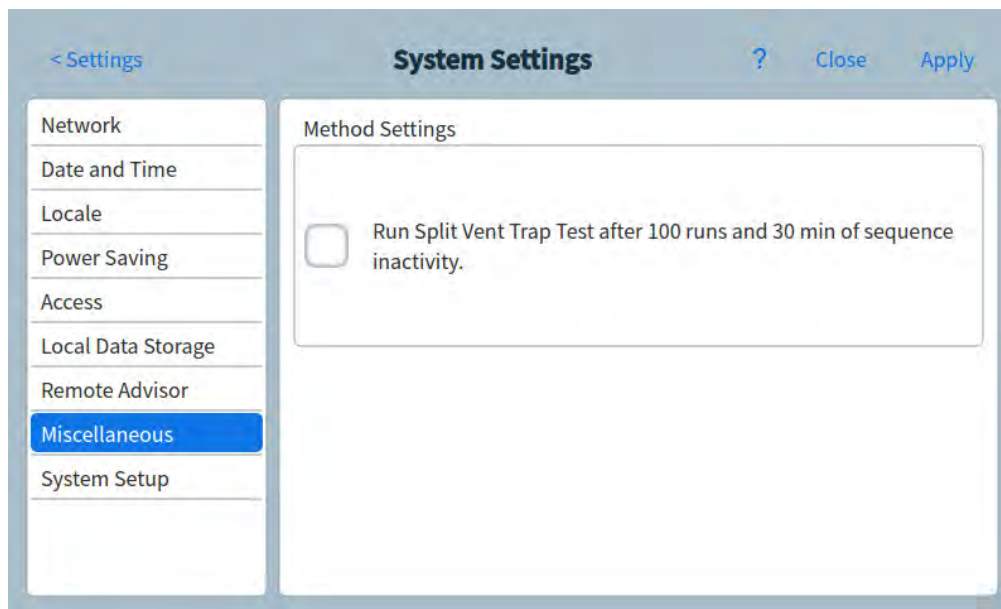 < Settings
System Settings
?
Close
Apply
Network
Date and Time
Locale
Power Saving
Access
Local Data Storage
Remote Advisor
Miscellaneous
System Setup
Method Settings
Run Split Vent Trap Test after 100 runs and 30 min of sequence
inactivity.